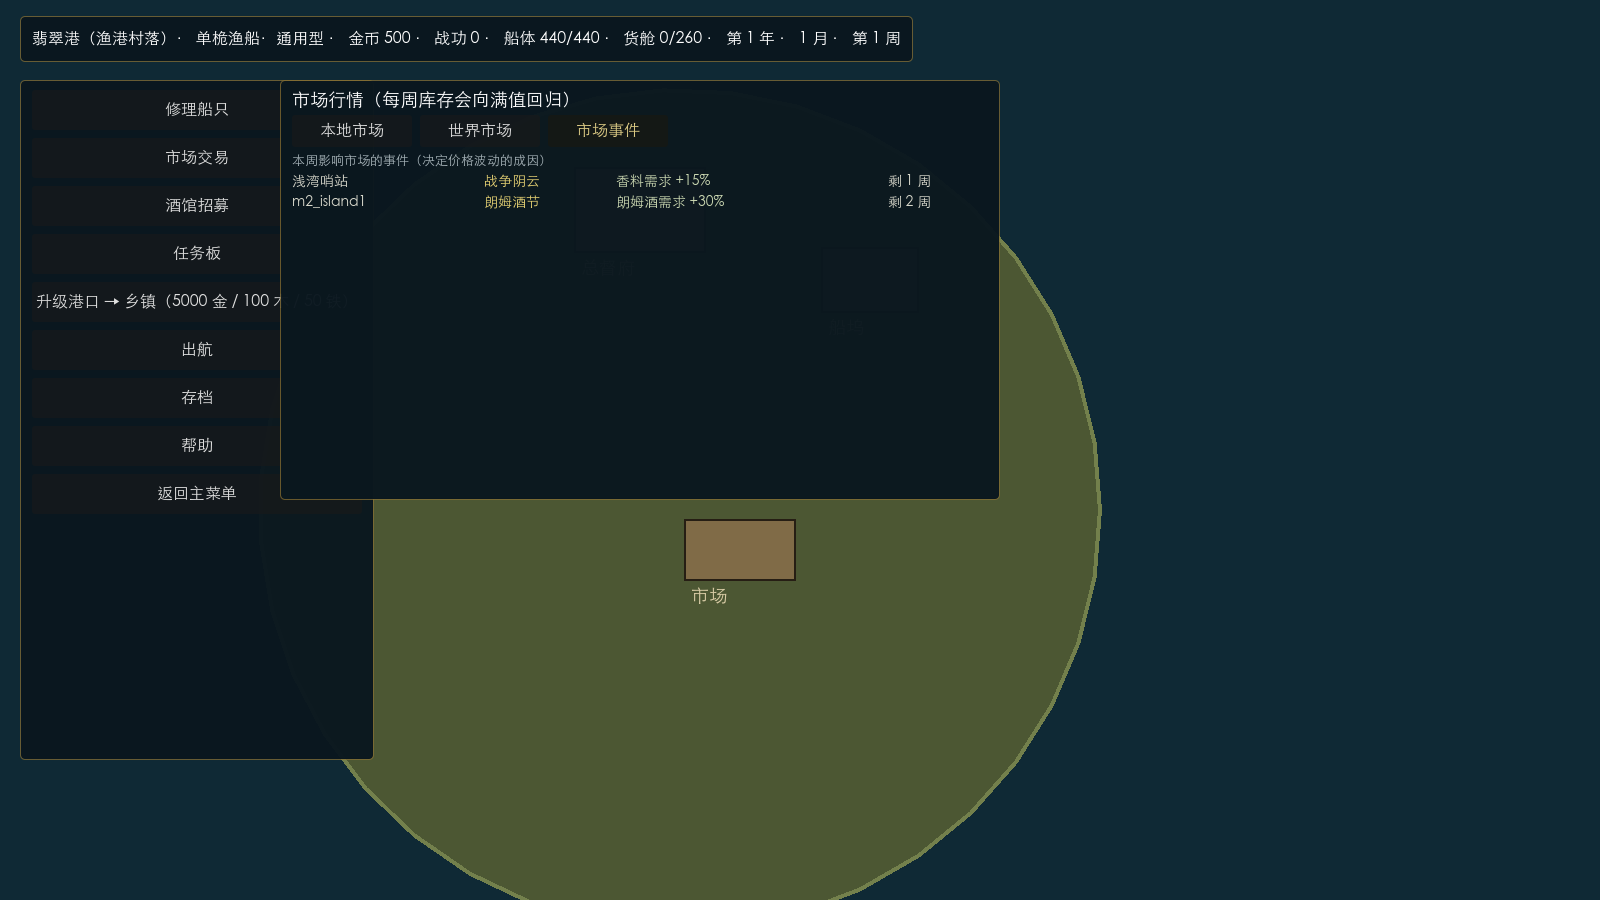 翡翠港（渔港村落）· 单桅渔船· 通用型 · 金币 500 · 战功 0 · 船体 440/440 · 货舱 0/260 · 第 1 年 · 1 月 · 第 1 周
修理船只
市场交易
酒馆招募
任务板
升级港口 → 乡镇（5000 金 / 100
出航
存档
帮助
返回主菜单
市场行情（每周库存会向满值回归）
本地市场 世界市场 市场事件
本周影响市场的事件（决定价格波动的成因）
浅湾哨站 战争阴云 香料需求 +15% 剩 1 周
m2_island1 朗姆酒节 朗姆酒需求 +30% 剩 2 周
市场